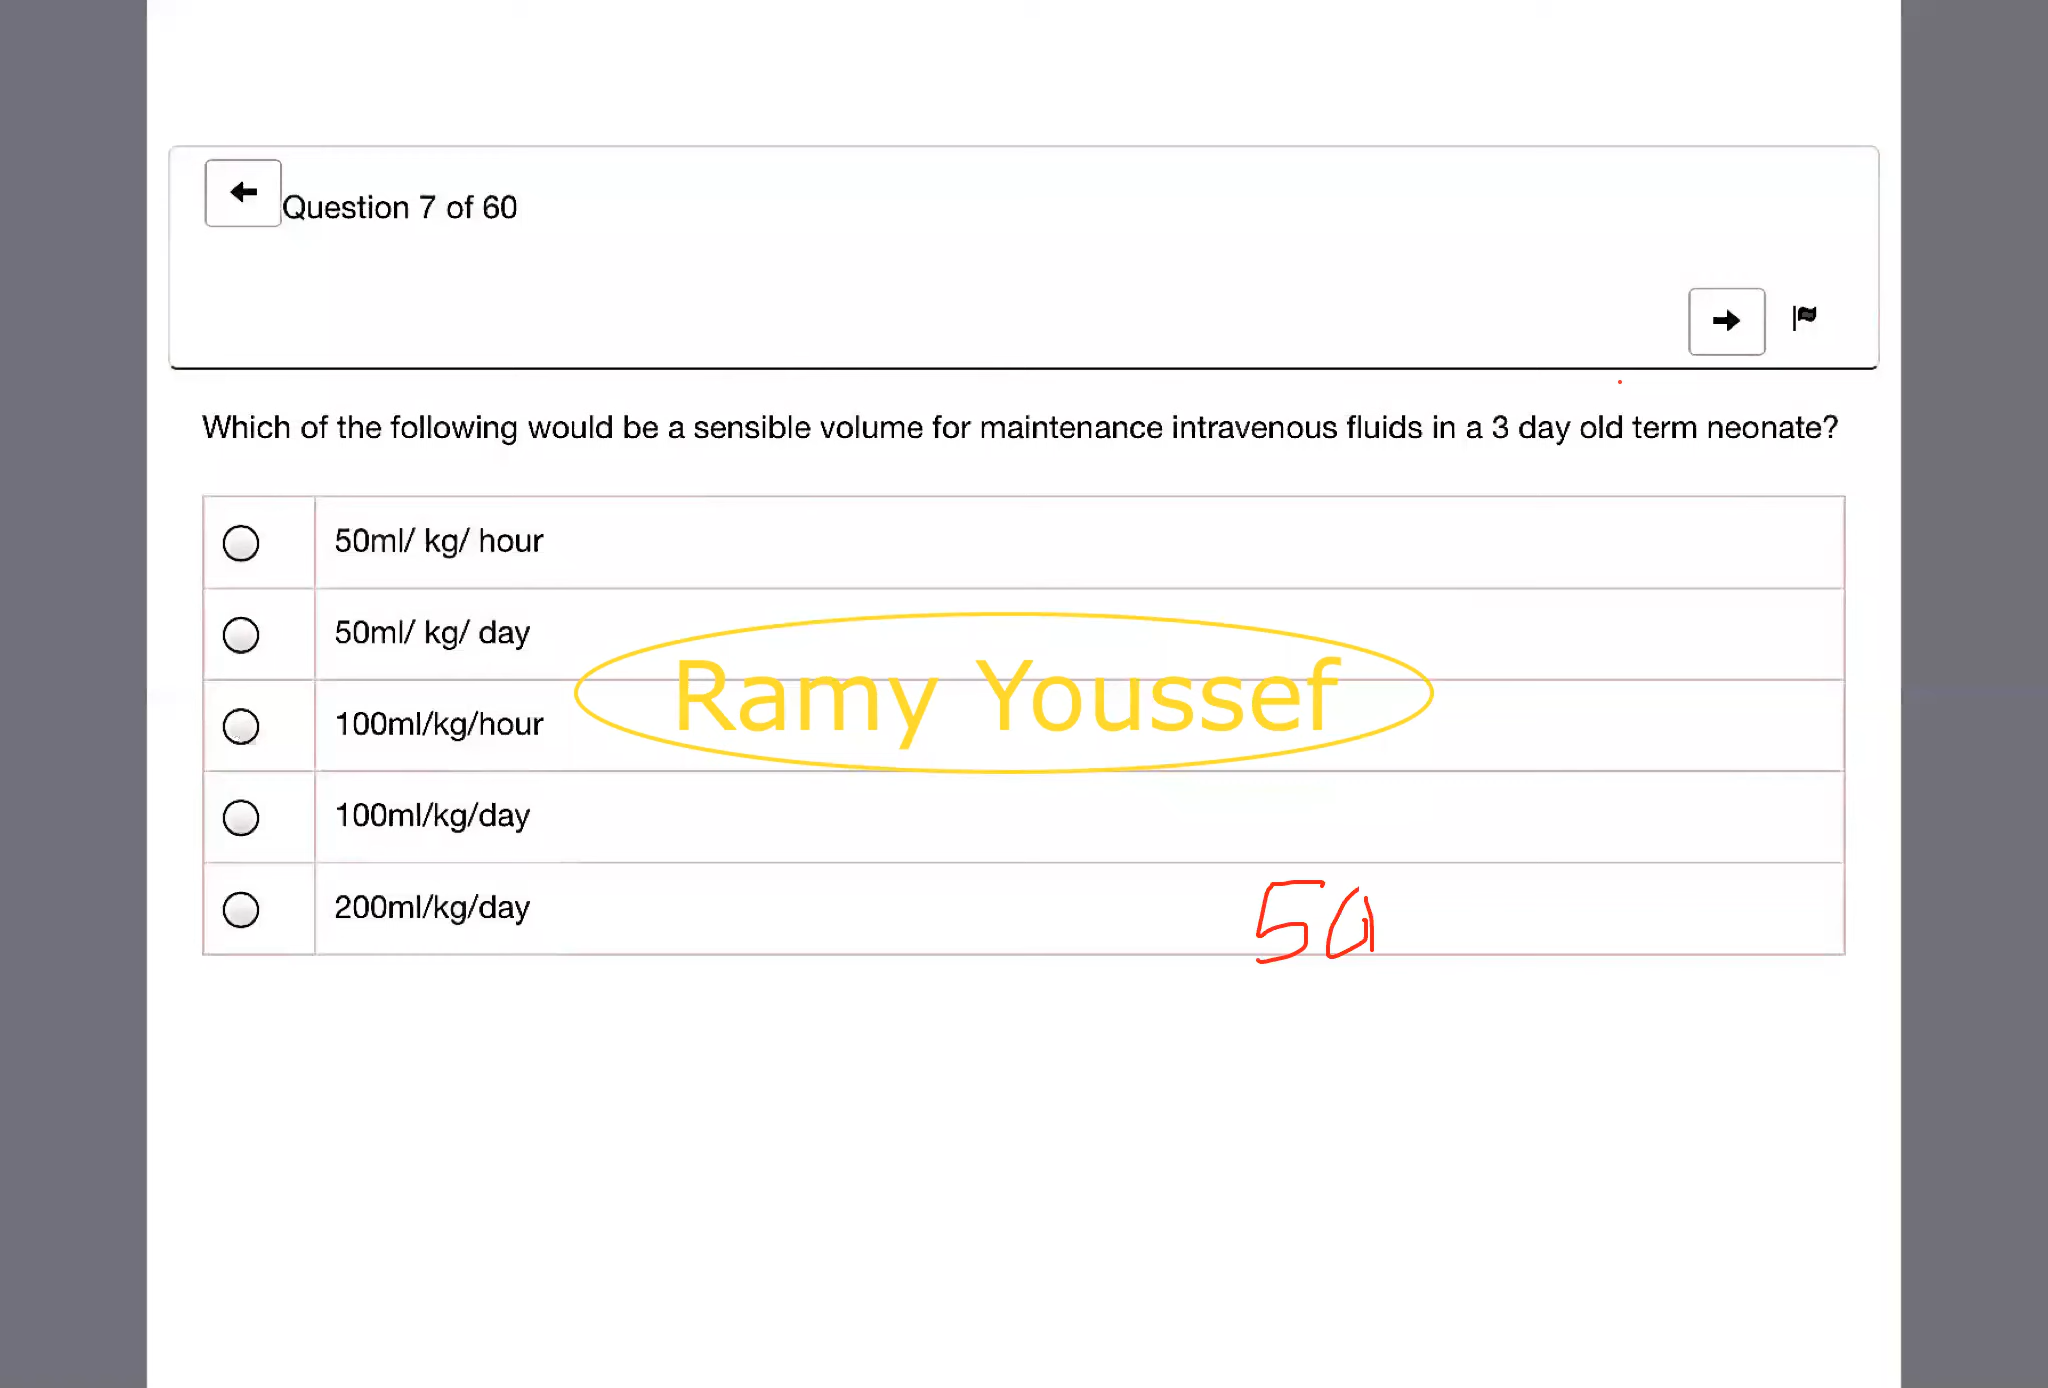 Question 7 of 60
Which of the following would be a sensible volume for maintenance intravenous fluids in a 3 day old term neonate?
50ml/ kg/ hour
50ml/ kg/ day
Ramy Youssef
100ml/kg/hour
100ml/kg/day
200ml/kg/day
50